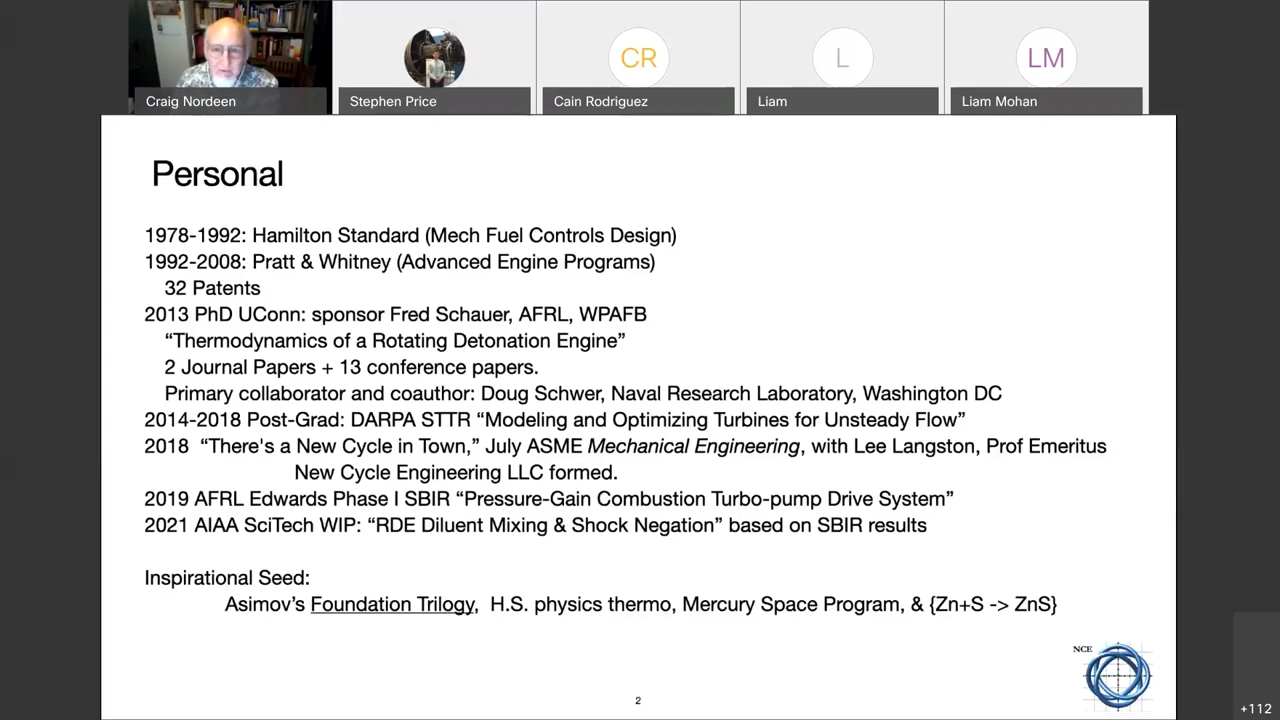 CR
L
LM
Craig Nordeen
Stephen Price
Cain Rodriguez
Liam
Liam Mohan
Personal
1978-1992: Hamilton Standard (Mech Fuel Controls Design)
1992-2008: Pratt & Whitney (Advanced Engine Programs)
32 Patents
2013 PhD UConn: sponsor Fred Schauer, AFRL, WPAFB
“Thermodynamics of a Rotating Detonation Engine”
2 Journal Papers + 13 conference papers.
Primary collaborator and coauthor: Doug Schwer, Naval Research Laboratory, Washington DC
2014-2018 Post-Grad: DARPA STTR “Modeling and Optimizing Turbines for Unsteady Flow”
2018 “There's a New Cycle in Town,” July ASME Mechanical Engineering, with Lee Langston, Prof Emeritus
New Cycle Engineering LLC formed.
2019 AFRL Edwards Phase I SBIR “Pressure-Gain Combustion Turbo-pump Drive System”
2021 AIAA SciTech WIP: “RDE Diluent Mixing & Shock Negation” based on SBIR results
Inspirational Seed:
Asimov’s Foundation Trilogy, H.S. physics thermo, Mercury Space Program, & {Zn+S -> ZnS}
NCE
2
+112